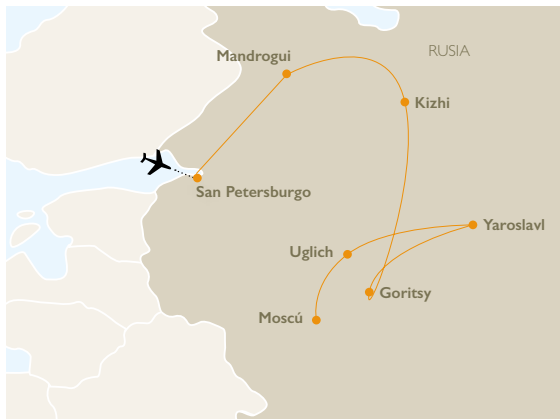 RUSIA
Mandrogui
Kizhi
San Petersburgo
Yaroslavl
Uglich
Goritsy
Moscú